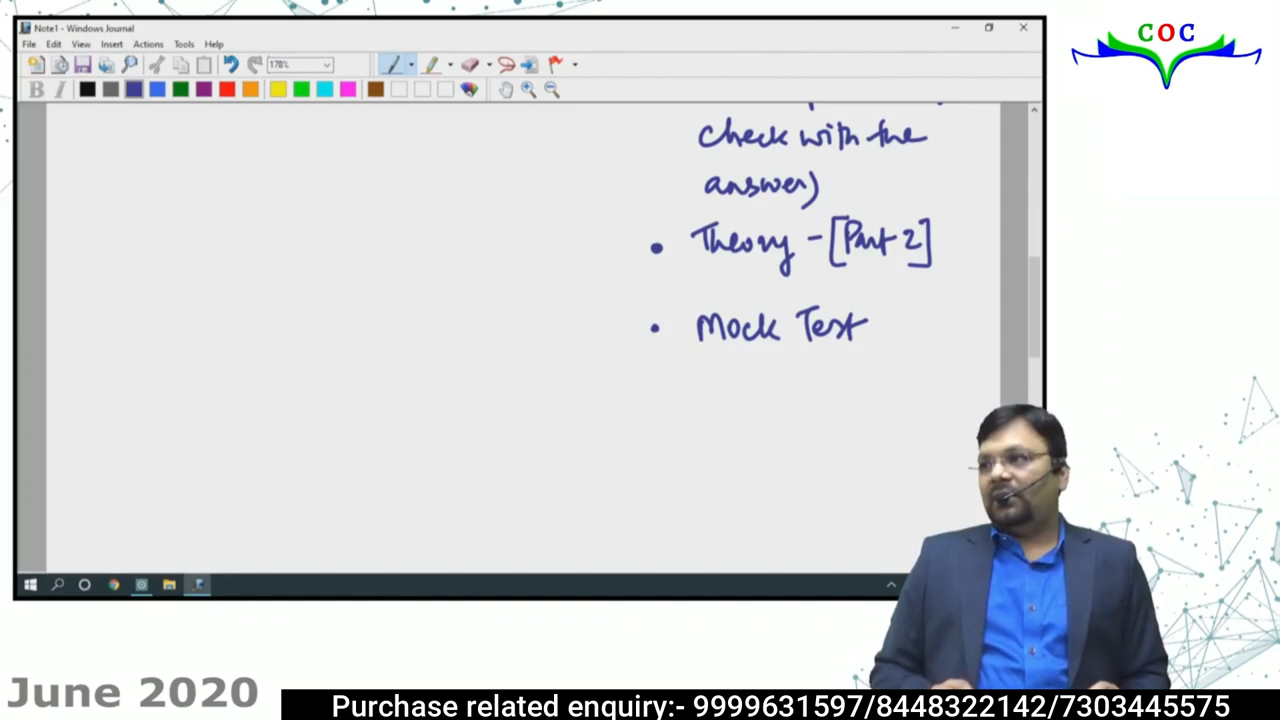 Note1 - Windows Journal
File Edit View Insert Actions Tools Help
178%
B I
COC
check with the
answer)
• Theory - [Part 2]
• Mock Test
June 2020
Purchase related enquiry:- 9999631597/8448322142/7303445575